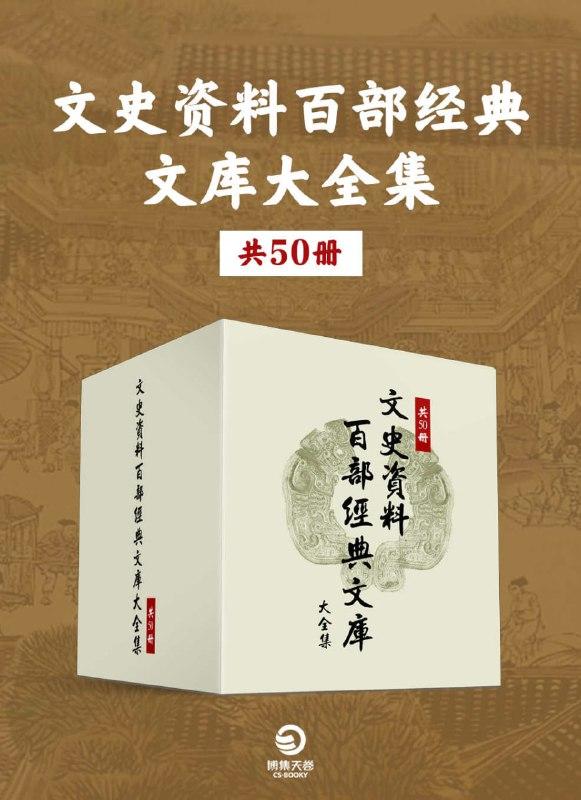 文史资料百部经典
文库大全集
共50册
文史资料百部經典文庫大全集
共50册
共50册
文史資料
百部經典文庫
大全集
博集天卷
CS-BOOKY